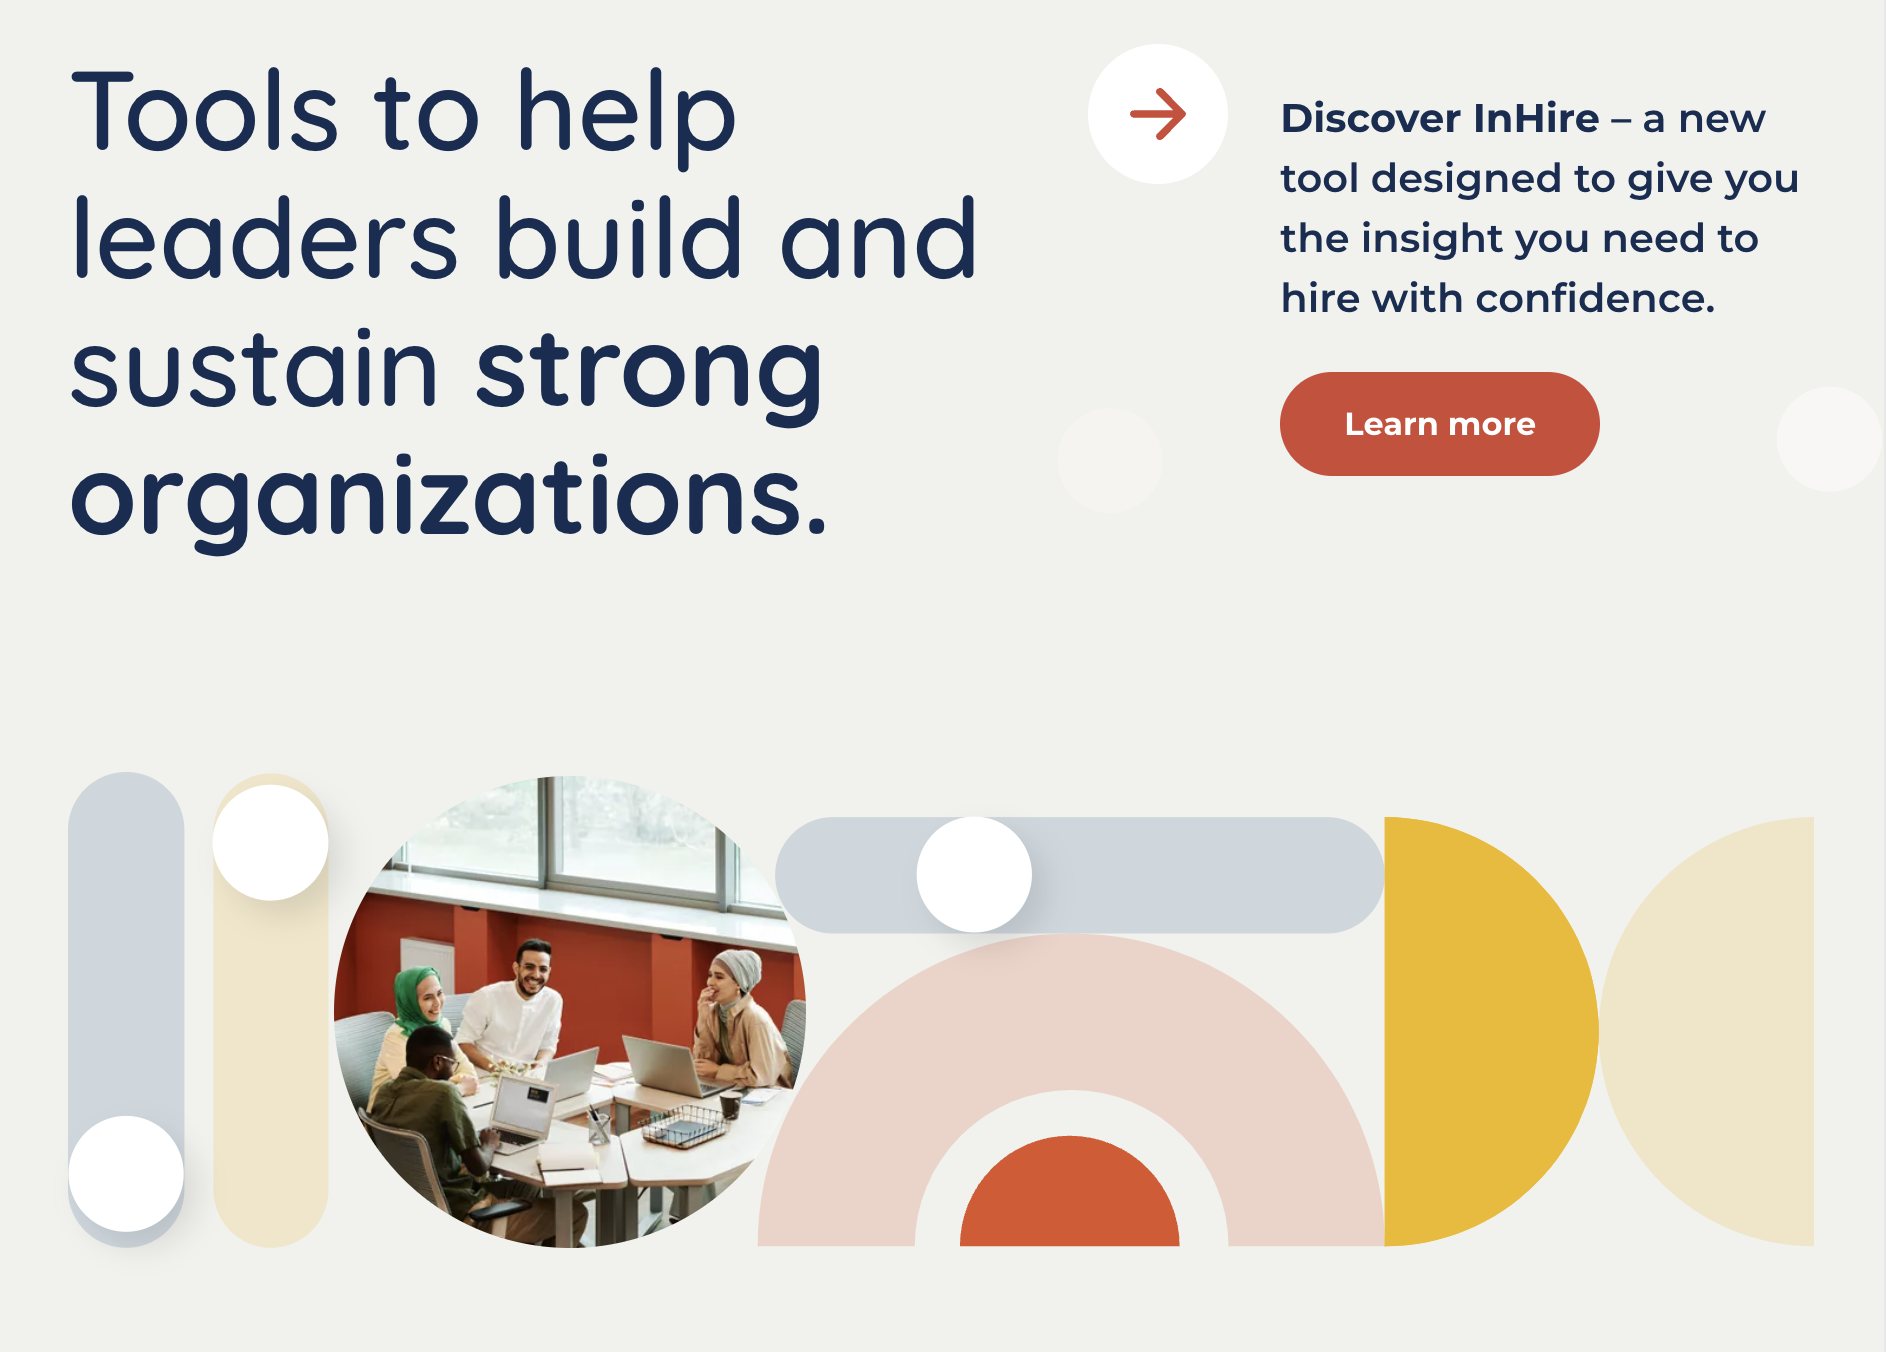 Tools to help
leaders build and
sustain strong
organizations.
Discover InHire – a new
tool designed to give you
the insight you need to
hire with confidence.
Learn more